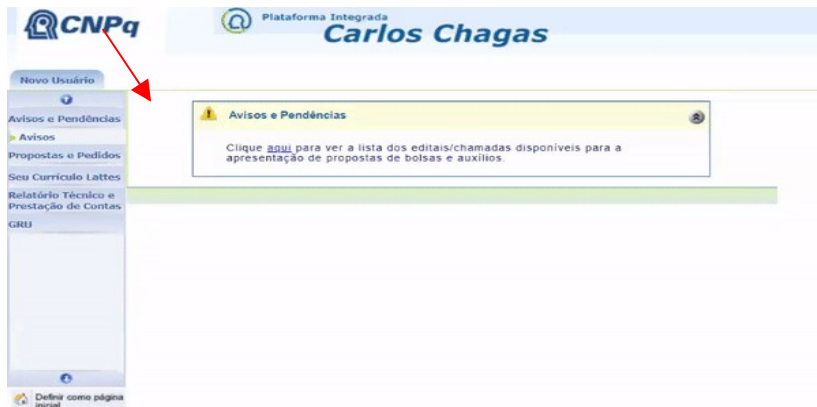 CNPq
Plataforma Integrada
Carlos Chagas
Novo Usuário
Avisos e Pendências
Avisos
Propostas e Pedidos
Seu Currículo Lattes
Relatório Técnico e
Prestação de Contas
GRU
Definir como página
inicial
Avisos e Pendências
Clique aqui para ver a lista dos editais/chamadas disponíveis para a
apresentação de propostas de bolsas e auxílios.